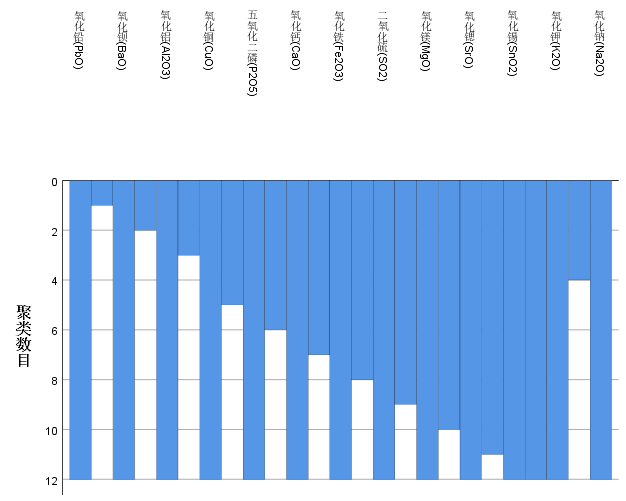 氧化铅(PbO)
氧化钡(BaO)
氧化铝(Al2O3)
氧化铜(CuO)
五氧化二磷(P2O5)
氧化钙(CaO)
氧化铁(Fe2O3)
二氧化硫(SO2)
氧化镁(MgO)
氧化锶(SrO)
氧化锡(SnO2)
氧化钾(K2O)
氧化钠(Na2O)
0
2
4
6
8
10
12
聚类数目